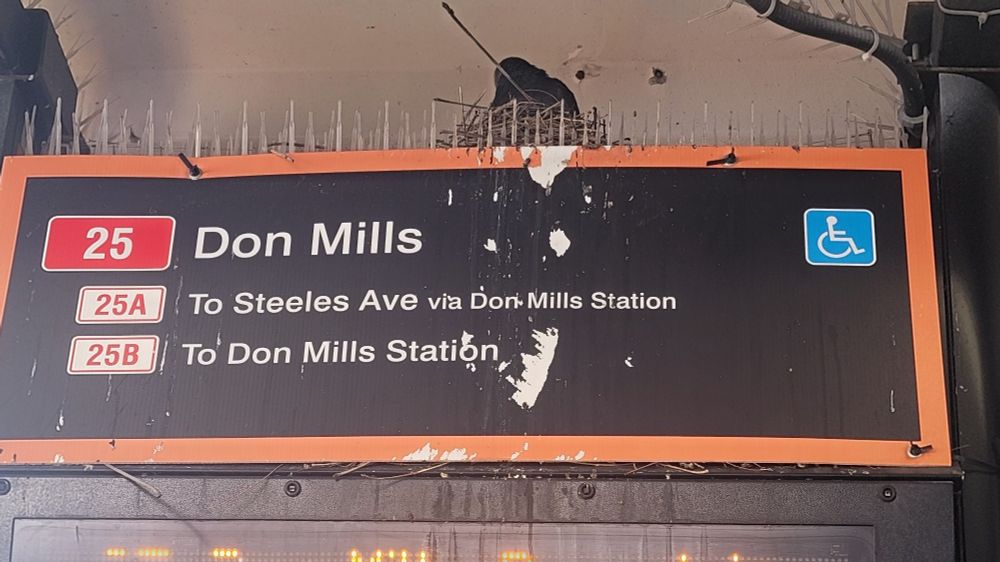 25 Don Mills
25A To Steeles Ave via Don Mills Station
25B To Don Mills Station